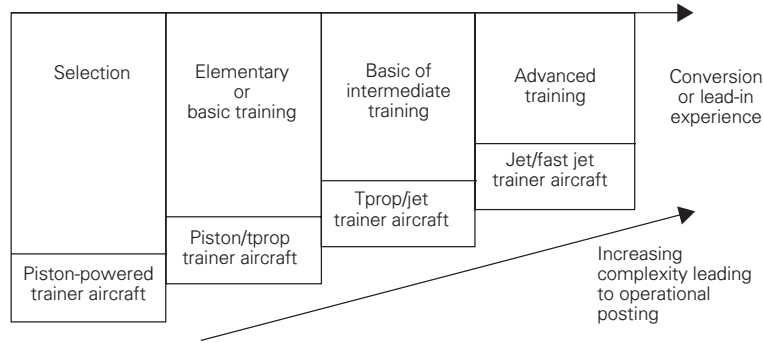 Selection
Elementary
or
basic training
Basic of
intermediate
training
Advanced
training
Conversion
or lead-in
experience
Jet/fast jet
trainer aircraft
Tprop/jet
trainer aircraft
Piston/tprop
trainer aircraft
Piston-powered
trainer aircraft
Increasing
complexity leading
to operational
posting